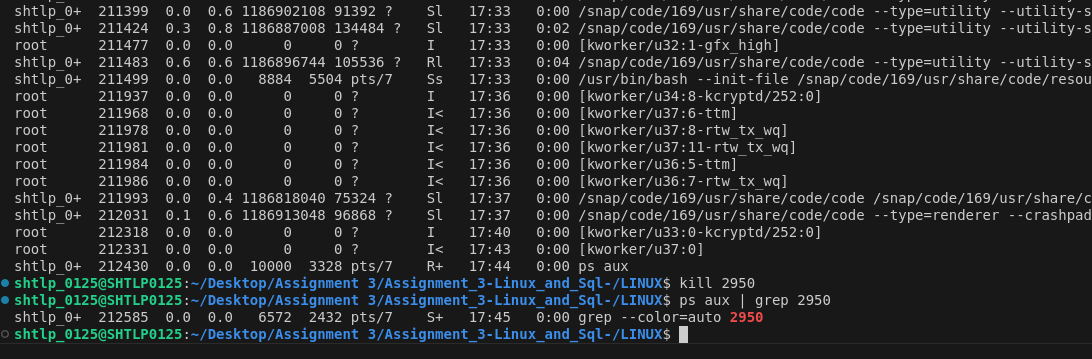 shtlp_0+  211399  0.0  0.6 1186902108 91392 ?   Sl   17:33   0:00 /snap/code/169/usr/share/code/code --type=utility --utility-s
shtlp_0+  211424  0.3  0.8 1186887008 134484 ?  Sl   17:33   0:02 /snap/code/169/usr/share/code/code --type=utility --utility-s
root      211477  0.0  0.0      0     0 ?        I    17:33   0:00 [kworker/u32:1-gfx_high]
shtlp_0+  211483  0.6  0.6 1186896744 105536 ?  Rl   17:33   0:04 /snap/code/169/usr/share/code/code --type=utility --utility-s
shtlp_0+  211499  0.0  0.0   8884  5504 pts/7    Ss   17:33   0:00 /usr/bin/bash --init-file /snap/code/169/usr/share/code/resou
root      211937  0.0  0.0      0     0 ?        I    17:36   0:00 [kworker/u34:8-kcryptd/252:0]
root      211968  0.0  0.0      0     0 ?        I<   17:36   0:00 [kworker/u37:6-ttm]
root      211978  0.0  0.0      0     0 ?        I<   17:36   0:00 [kworker/u37:8-rtw_tx_wq]
root      211981  0.0  0.0      0     0 ?        I<   17:36   0:00 [kworker/u37:11-rtw_tx_wq]
root      211984  0.0  0.0      0     0 ?        I<   17:36   0:00 [kworker/u36:5-ttm]
root      211986  0.0  0.0      0     0 ?        I<   17:36   0:00 [kworker/u36:7-rtw_tx_wq]
shtlp_0+  211993  0.0  0.4 1186818040 75324 ?   Sl   17:37   0:00 /snap/code/169/usr/share/code/code /snap/code/169/usr/share/c
shtlp_0+  212031  0.1  0.6 1186913048 96868 ?   Sl   17:37   0:00 /snap/code/169/usr/share/code/code --type=renderer --crashpad
root      212318  0.0  0.0      0     0 ?        I    17:40   0:00 [kworker/u33:0-kcryptd/252:0]
root      212331  0.0  0.0      0     0 ?        I<   17:43   0:00 [kworker/u37:0]
shtlp_0+  212430  0.0  0.0  10000  3328 pts/7    R+   17:44   0:00 ps aux
shtlp_0125@SHTLP0125:~/Desktop/Assignment 3/Assignment_3-Linux_and_Sql-/LINUX$ kill 2950
shtlp_0125@SHTLP0125:~/Desktop/Assignment 3/Assignment_3-Linux_and_Sql-/LINUX$ ps aux | grep 2950
shtlp_0+  212585  0.0  0.0   6572  2432 pts/7    S+   17:45   0:00 grep --color=auto 2950
shtlp_0125@SHTLP0125:~/Desktop/Assignment 3/Assignment_3-Linux_and_Sql-/LINUX$